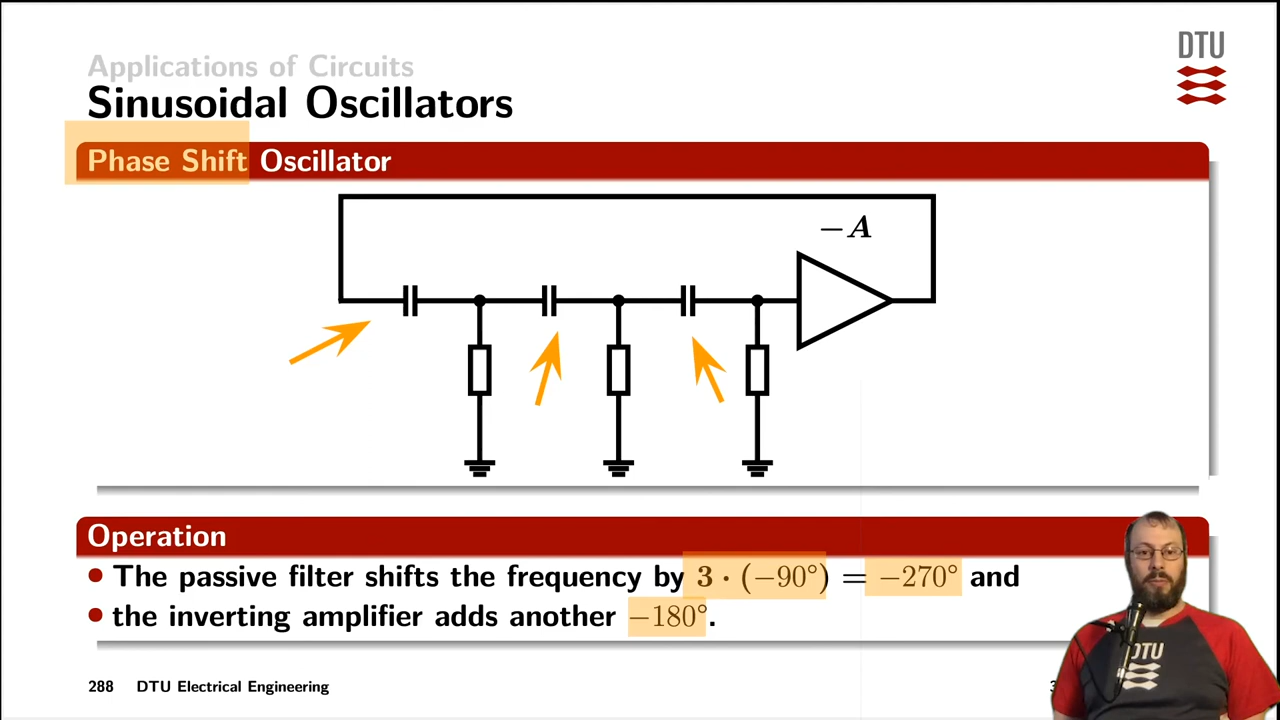 Applications of Circuits
Sinusoidal Oscillators
DTU
Phase Shift Oscillator
−A
Operation
• The passive filter shifts the frequency by 3 · (−90°) = −270° and
• the inverting amplifier adds another −180°.
DTU
288 DTU Electrical Engineering